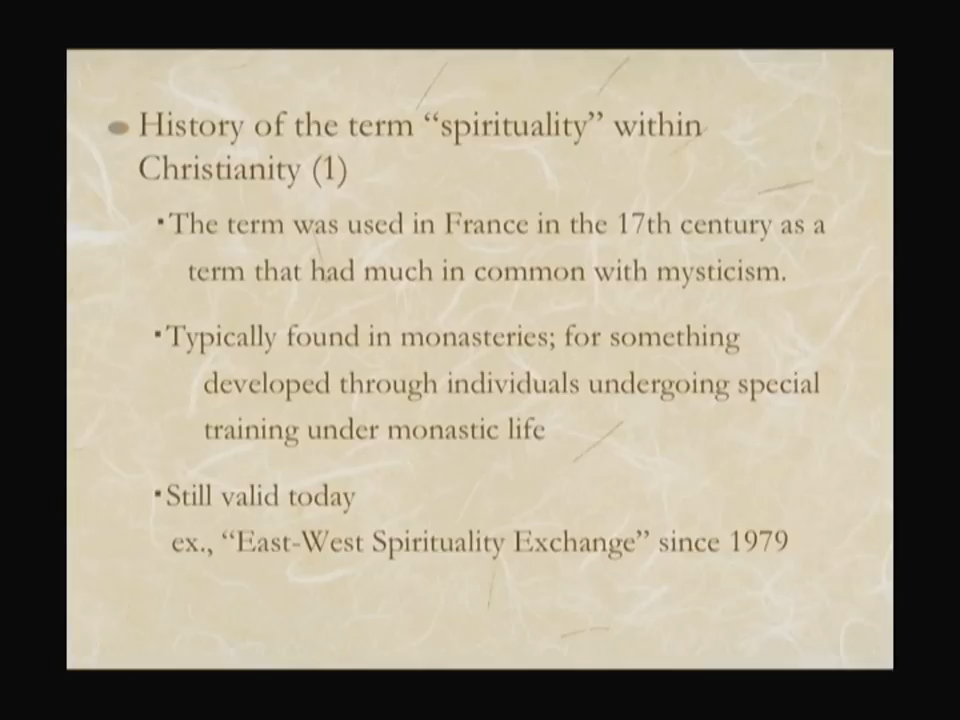 History of the term “spirituality” within
Christianity (1)
▪The term was used in France in the 17th century as a
term that had much in common with mysticism.
▪Typically found in monasteries; for something
developed through individuals undergoing special
training under monastic life
▪Still valid today
ex., “East-West Spirituality Exchange” since 1979